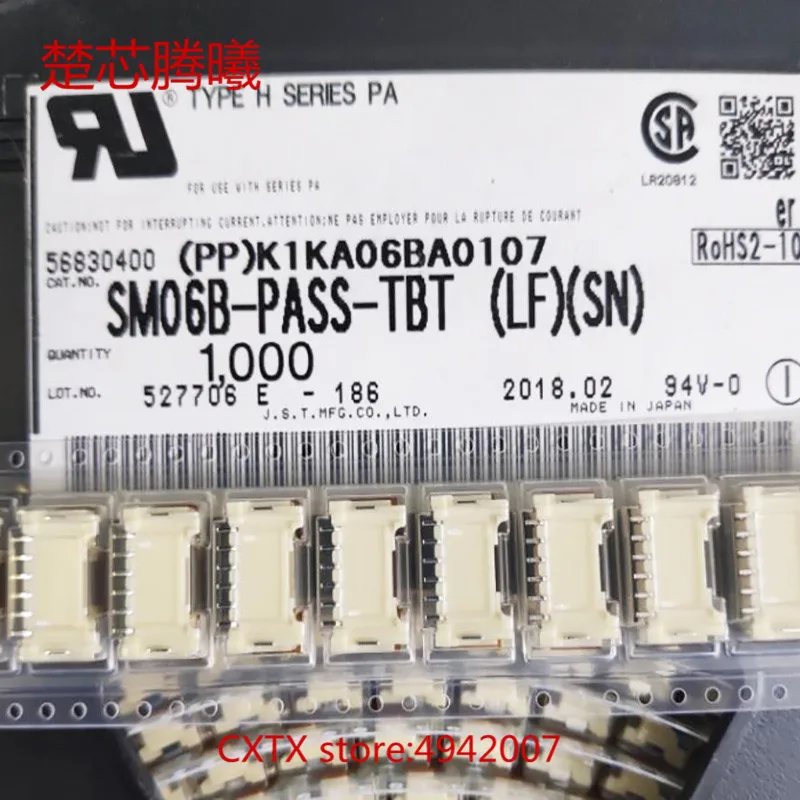 楚芯腾曦
® TYPE H SERIES PA
FOR USE WITH SERIES PA
LR20812
CAUTION:NOT FOR INTERRUPTING CURRENT,ATTENTION:NE PAS EMPLOYER POUR LA RUPTURE DE COURANT
er
56830400 (PP)K1KA06BA0107
RoHS2-10
CAT.NO. SM06B-PASS-TBT (LF)(SN)
QUANTITY 1,000
LOT.NO. 527706 E - 186 2018.02 94V-0
J.S.T.MFG.CO.,LTD. MADE IN JAPAN
CXTX store:4942007